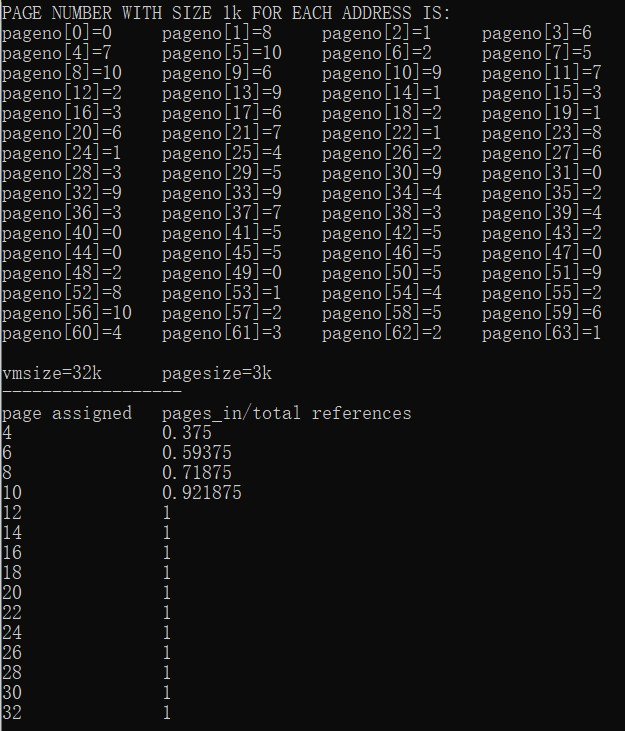 PAGE NUMBER WITH SIZE 1k FOR EACH ADDRESS IS:
pageno[0]=0 pageno[1]=8 pageno[2]=1 pageno[3]=6
pageno[4]=7 pageno[5]=10 pageno[6]=2 pageno[7]=5
pageno[8]=10 pageno[9]=6 pageno[10]=9 pageno[11]=7
pageno[12]=2 pageno[13]=9 pageno[14]=1 pageno[15]=3
pageno[16]=3 pageno[17]=6 pageno[18]=2 pageno[19]=1
pageno[20]=6 pageno[21]=7 pageno[22]=1 pageno[23]=8
pageno[24]=1 pageno[25]=4 pageno[26]=2 pageno[27]=6
pageno[28]=3 pageno[29]=5 pageno[30]=9 pageno[31]=0
pageno[32]=9 pageno[33]=9 pageno[34]=4 pageno[35]=2
pageno[36]=3 pageno[37]=7 pageno[38]=3 pageno[39]=4
pageno[40]=0 pageno[41]=5 pageno[42]=5 pageno[43]=2
pageno[44]=0 pageno[45]=5 pageno[46]=5 pageno[47]=0
pageno[48]=2 pageno[49]=0 pageno[50]=5 pageno[51]=9
pageno[52]=8 pageno[53]=1 pageno[54]=4 pageno[55]=2
pageno[56]=10 pageno[57]=2 pageno[58]=5 pageno[59]=6
pageno[60]=4 pageno[61]=3 pageno[62]=2 pageno[63]=1
vmsize=32k pagesize=3k
------------------
page assigned pages_in/total references
4 0.375
6 0.59375
8 0.71875
10 0.921875
12 1
14 1
16 1
18 1
20 1
22 1
24 1
26 1
28 1
30 1
32 1